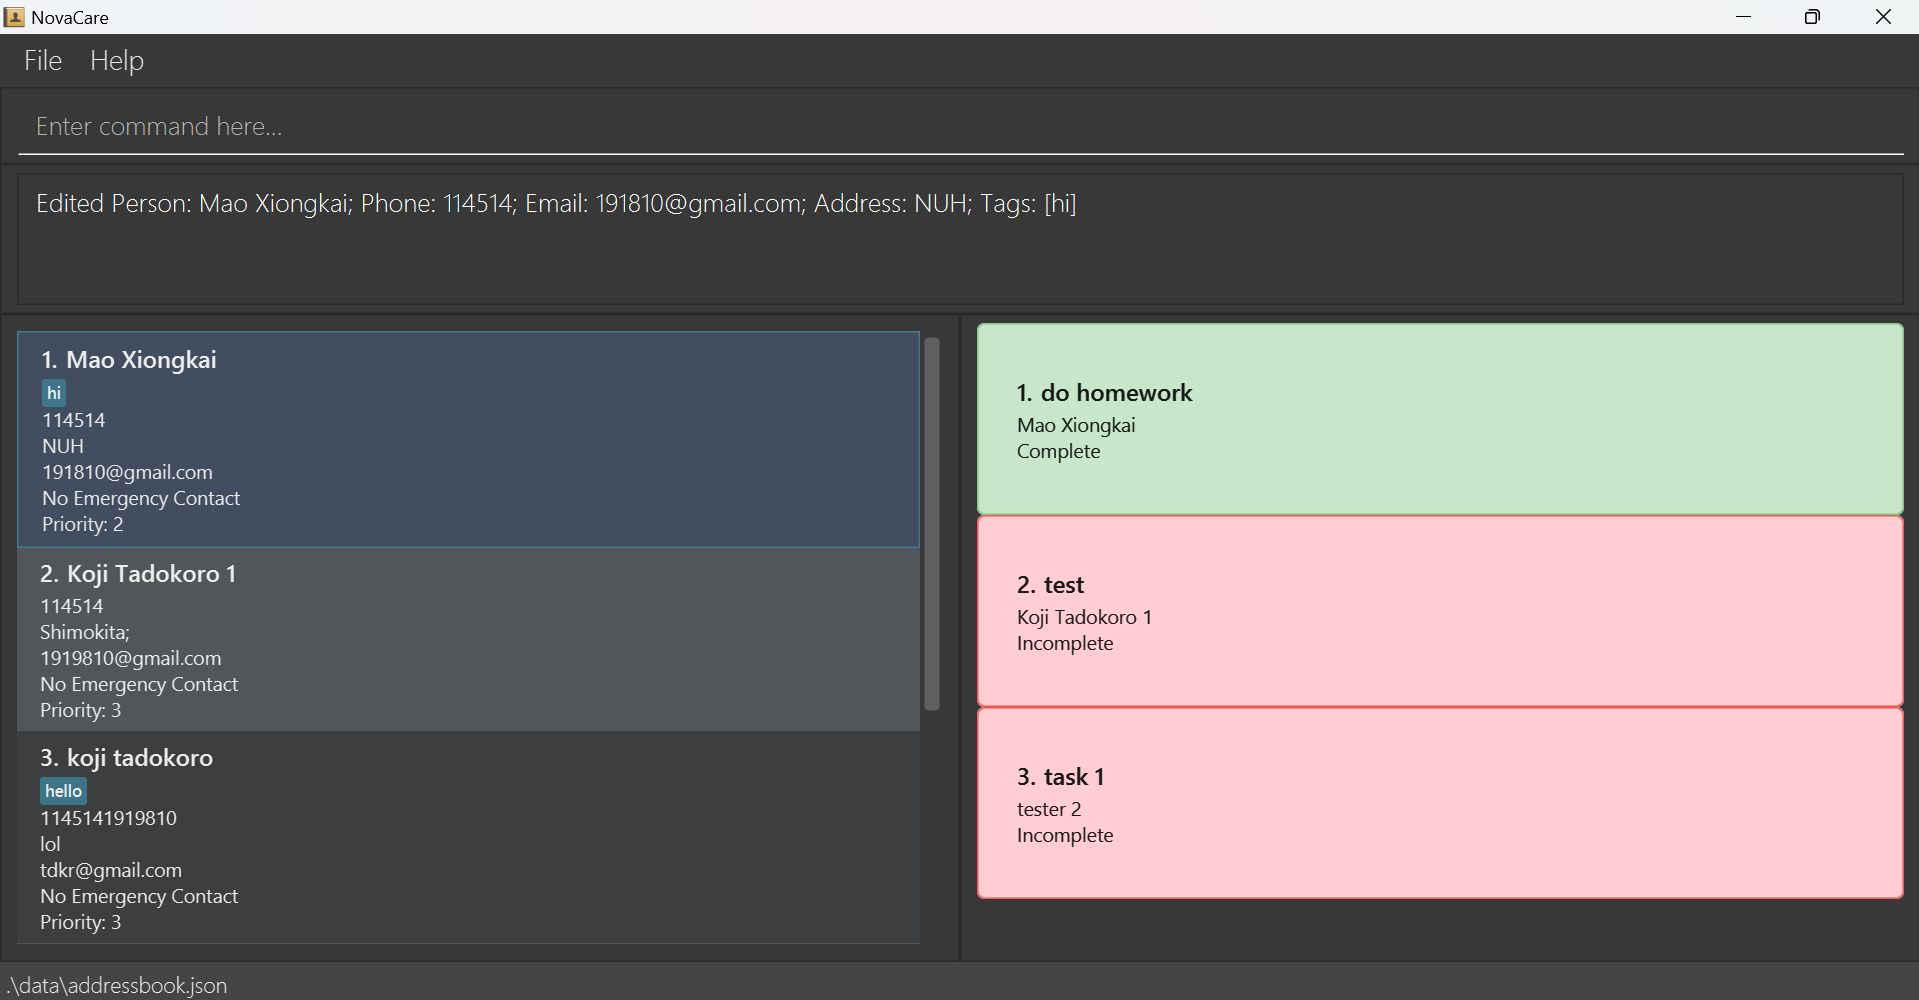 NovaCare
File Help
Enter command here...
Edited Person: Mao Xiongkai; Phone: 114514; Email: 191810@gmail.com; Address: NUH; Tags: [hi]
1. Mao Xiongkai
hi
114514
NUH
191810@gmail.com
No Emergency Contact
Priority: 2
2. Koji Tadokoro 1
114514
Shimokita;
1919810@gmail.com
No Emergency Contact
Priority: 3
3. koji tadokoro
hello
1145141919810
lol
tdkr@gmail.com
No Emergency Contact
Priority: 3
1. do homework
Mao Xiongkai
Complete
2. test
Koji Tadokoro 1
Incomplete
3. task 1
tester 2
Incomplete
.\data\addressbook.json